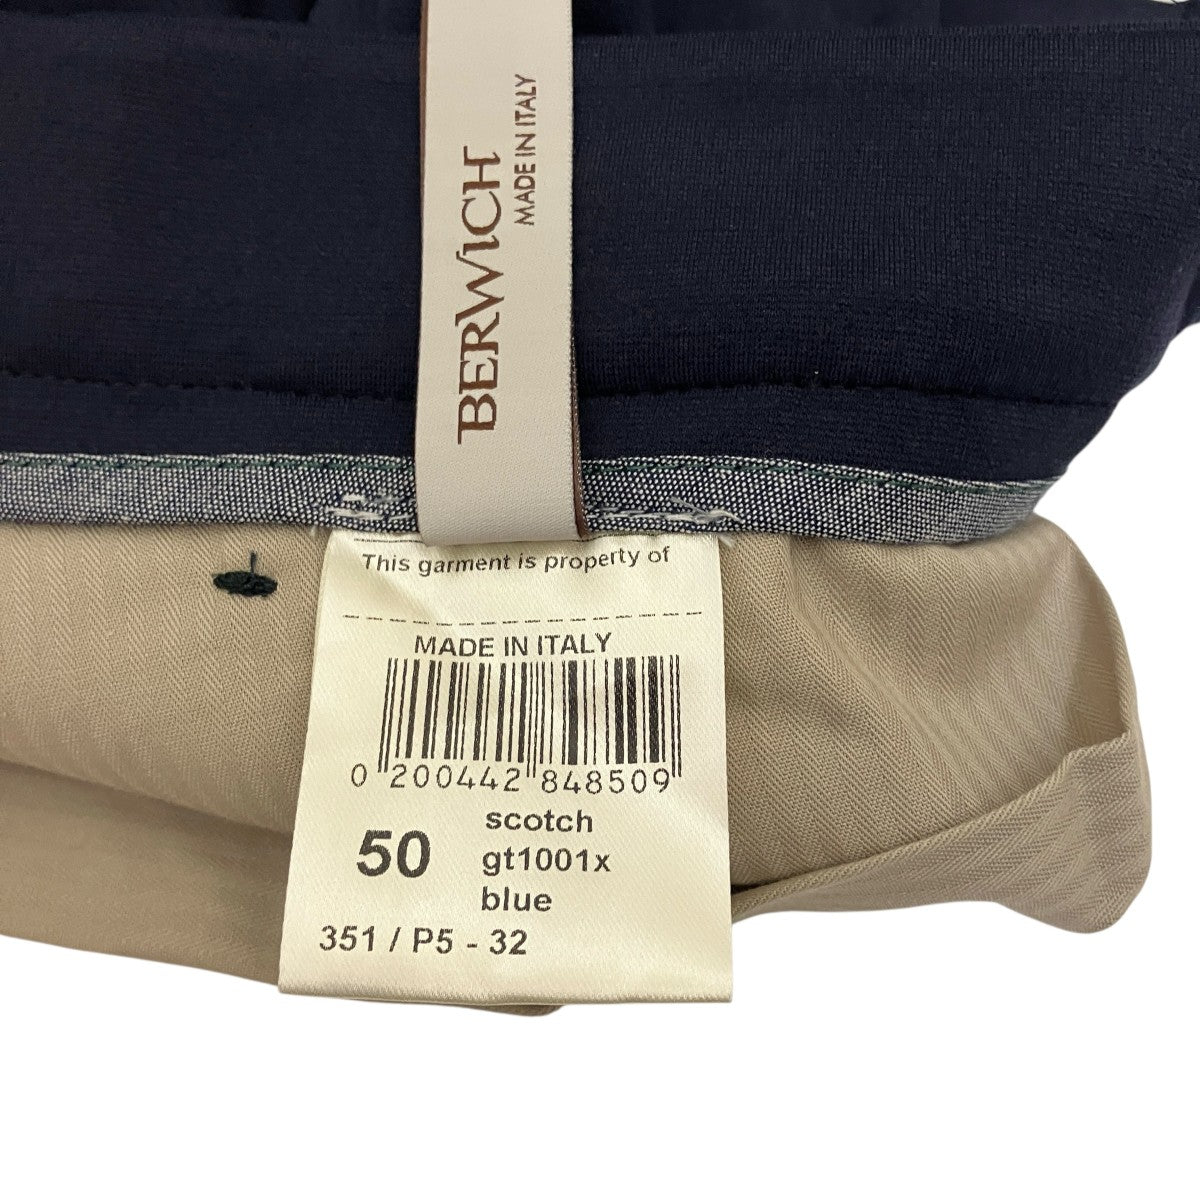 BERWiCH
MADE IN ITALY
This garment is property of
MADE IN ITALY
0 200442 848509
50
scotch
gt1001x
blue
351 / P5 - 32